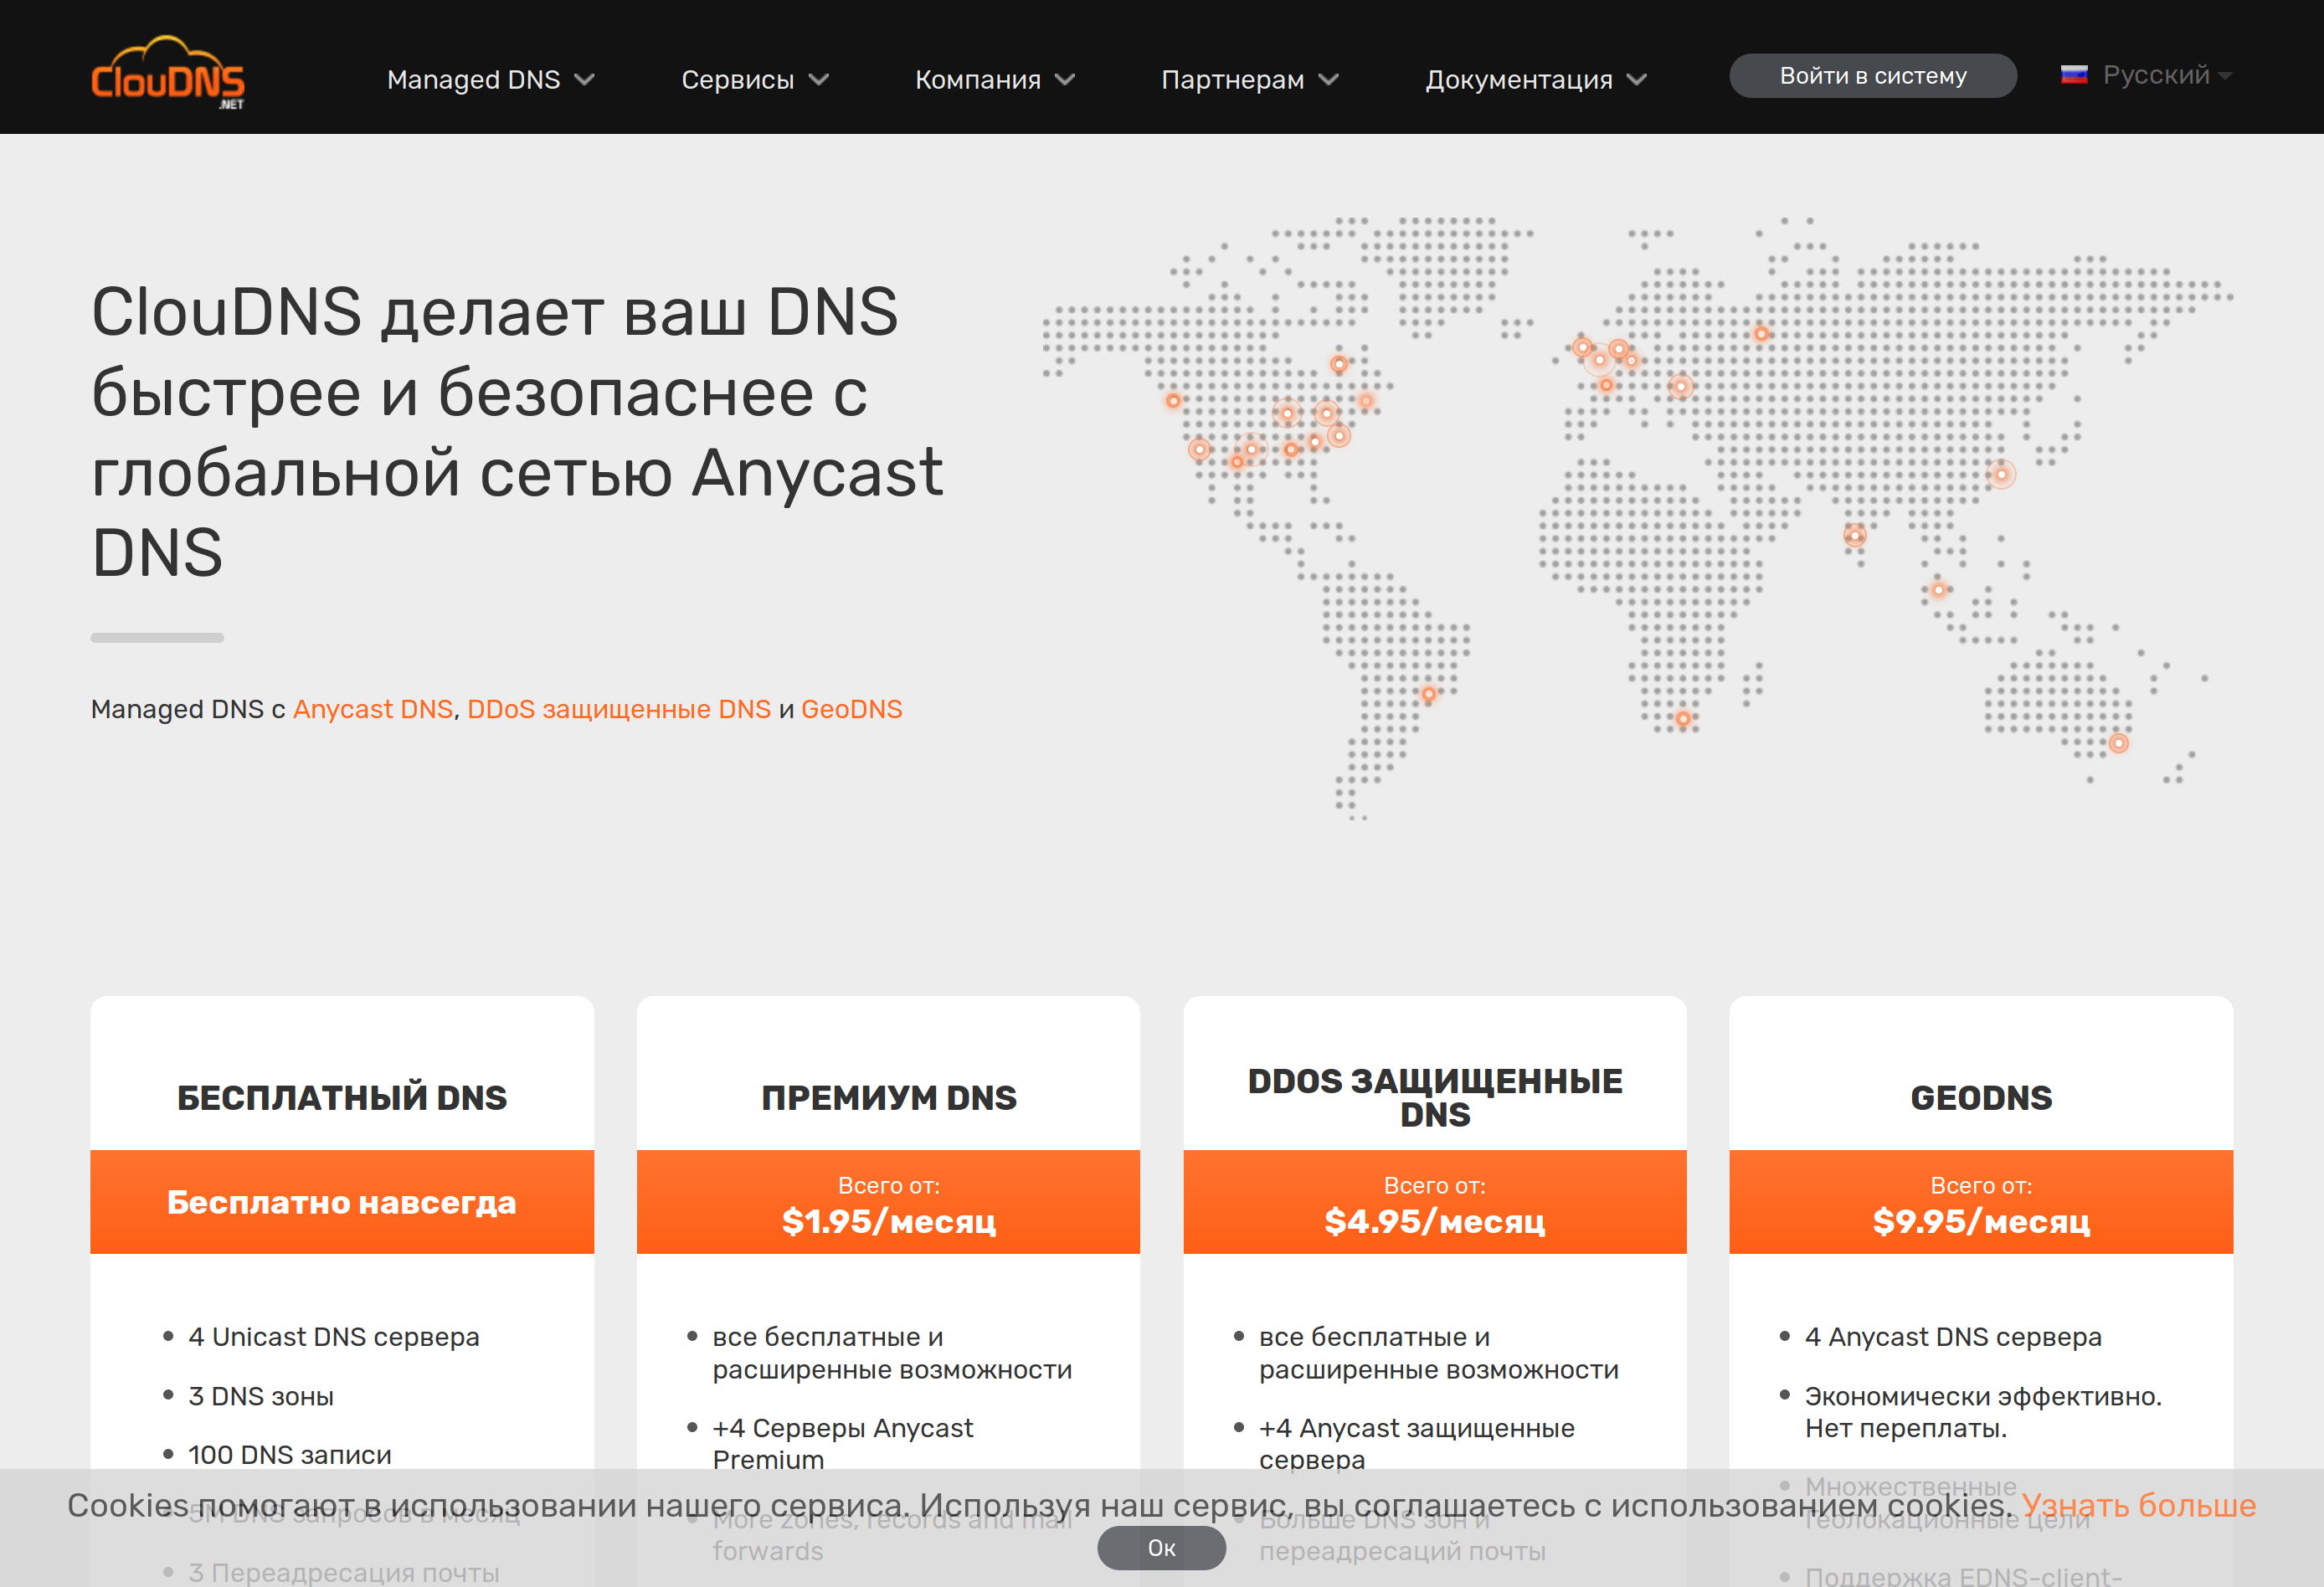 ClouDNS
.NET
Managed DNS
Сервисы
Компания
Партнерам
Документация
Войти в систему
Русский
ClouDNS делает ваш DNS
быстрее и безопаснее с
глобальной сетью Anycast
DNS
Managed DNS с Anycast DNS, DDoS защищенные DNS и GeoDNS
БЕСПЛАТНЫЙ DNS
Бесплатно навсегда
4 Unicast DNS сервера
3 DNS зоны
100 DNS записи
5M DNS запросов в месяц
3 Переадресация почты
ПРЕМИУМ DNS
Всего от:
$1.95/месяц
все бесплатные и
расширенные возможности
+4 Серверы Anycast
Premium
More zones, records and mail
forwards
DDOS ЗАЩИЩЕННЫЕ
DNS
Всего от:
$4.95/месяц
все бесплатные и
расширенные возможности
+4 Anycast защищенные
сервера
Больше DNS зон и
переадресаций почты
GEODNS
Всего от:
$9.95/месяц
4 Anycast DNS сервера
Экономически эффективно.
Нет переплаты.
Множественные
геолокационные цели
Поддержка EDNS-client-
Cookies помогают в использовании нашего сервиса. Используя наш сервис, вы соглашаетесь с использованием cookies. Узнать больше
Ок